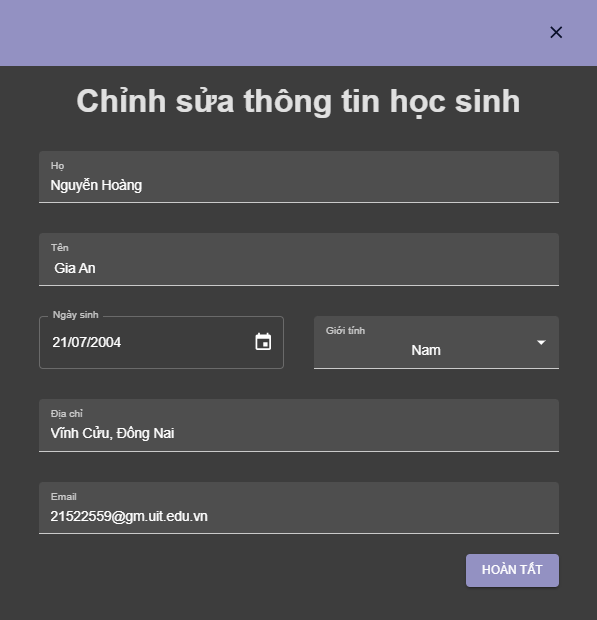 Chỉnh sửa thông tin học sinh
Họ
Nguyễn Hoàng
Tên
Gia An
Ngày sinh
21/07/2004
Giới tính
Nam
Địa chỉ
Vĩnh Cửu, Đồng Nai
Email
21522559@gm.uit.edu.vn
HOÀN TẤT